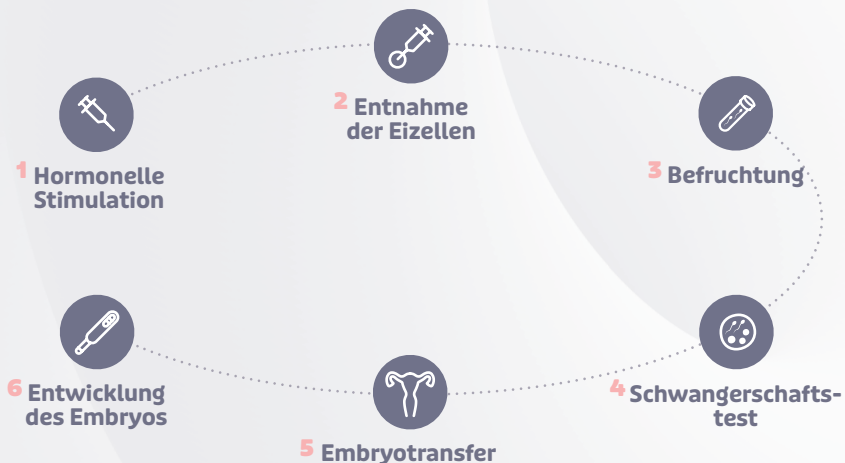 1 Hormonelle
Stimulation
2 Entnahme
der Eizellen
3 Befruchtung
4 Schwangerschafts-
test
5 Embryotransfer
6 Entwicklung
des Embryos